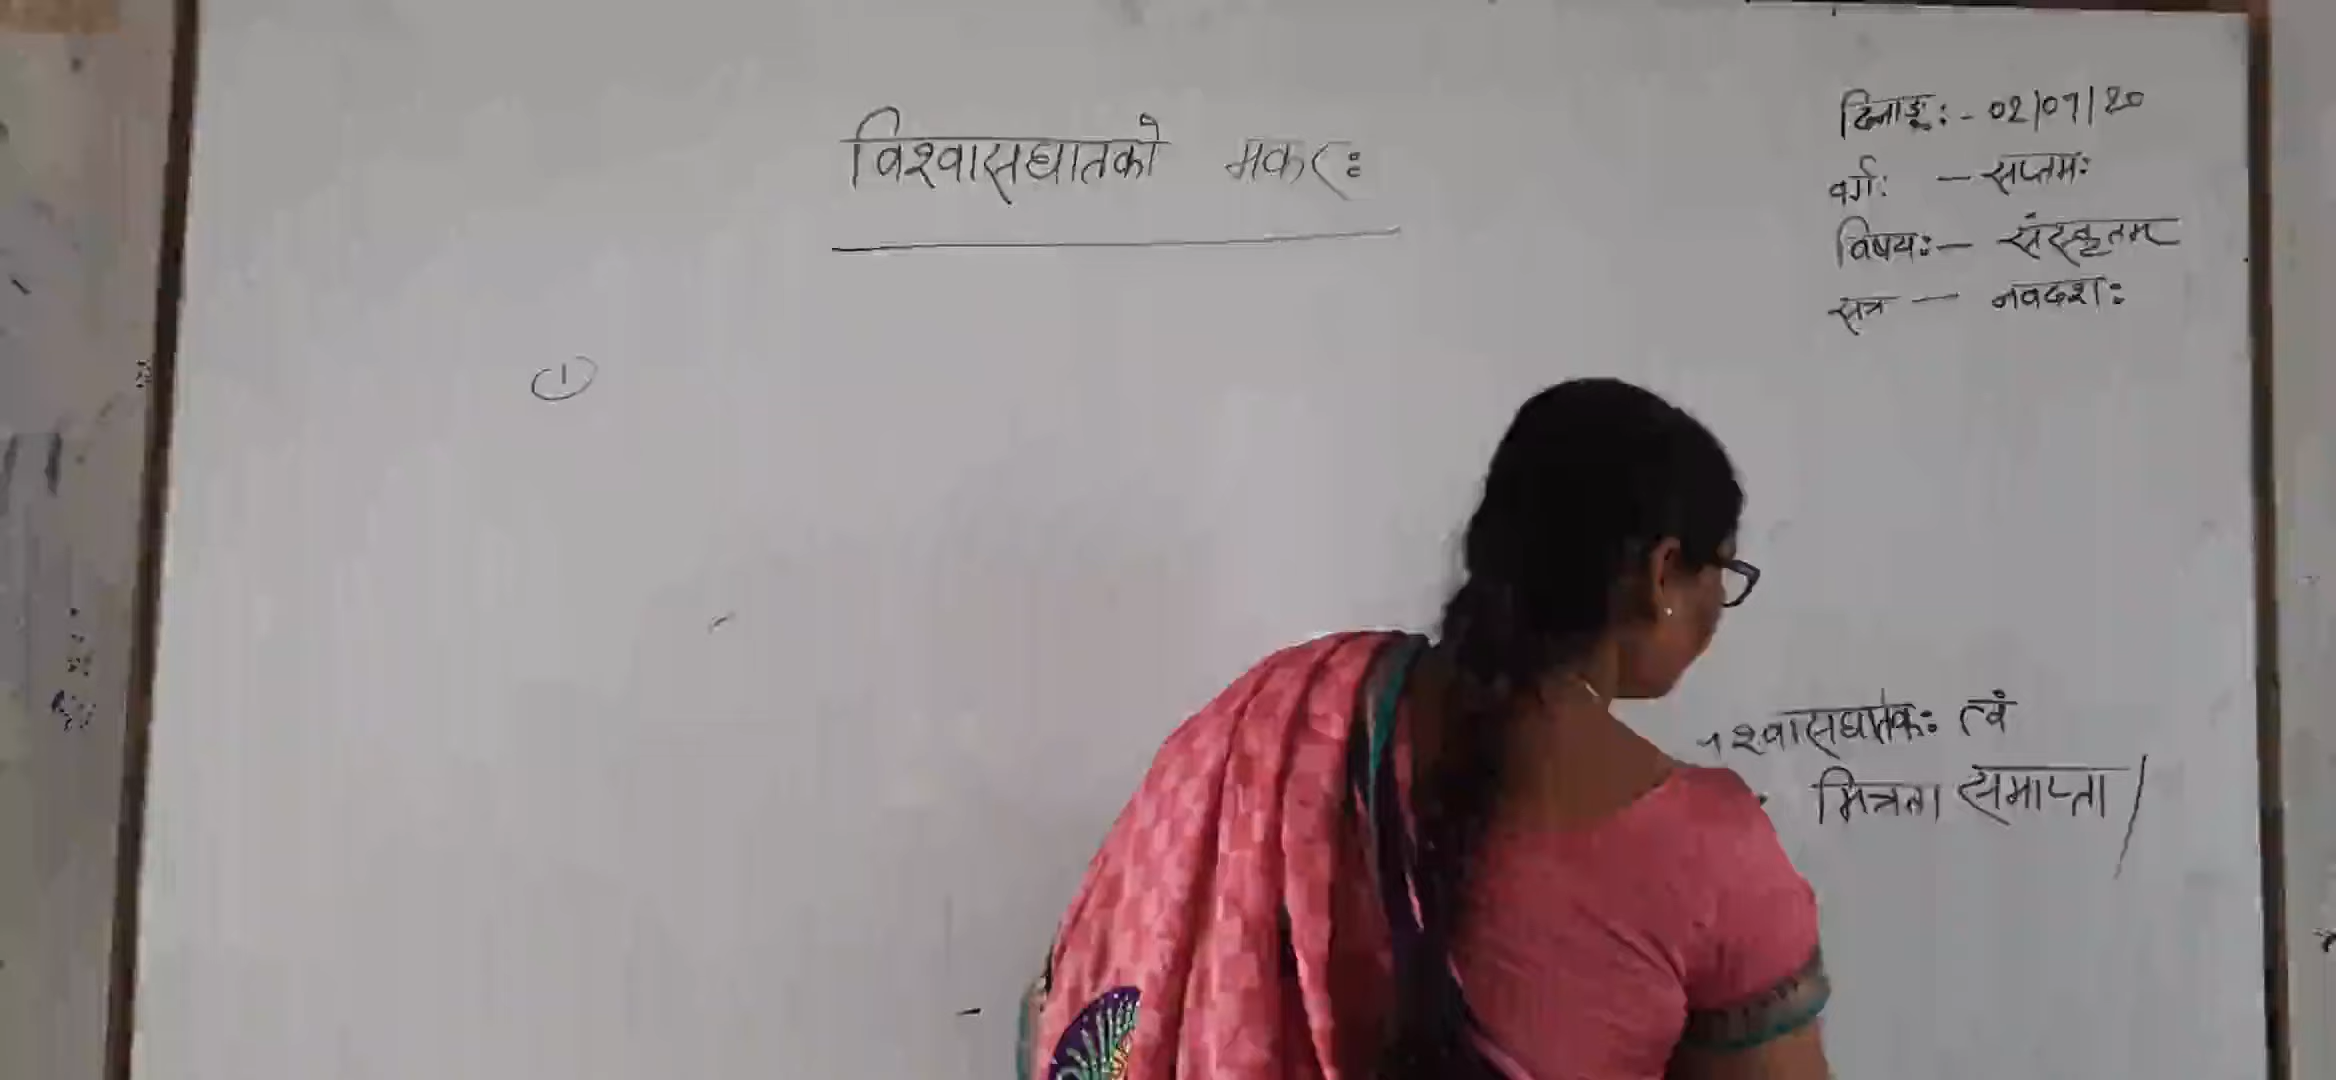 विश्वासघातको मकरः
दिनाङ्कः - 02/07/20
वर्गः - सप्तमः
विषयः - संस्कृतम्
सत्र - नवदशः
①
श्वासघातकः त्वं
मित्रता समाप्ता /